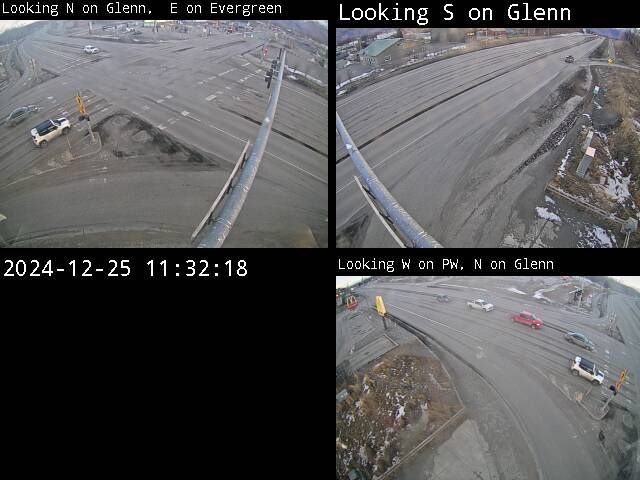 Looking N on Glenn,  E on Evergreen
Looking S on Glenn
2024-12-25 11:32:18
Looking W on PW, N on Glenn